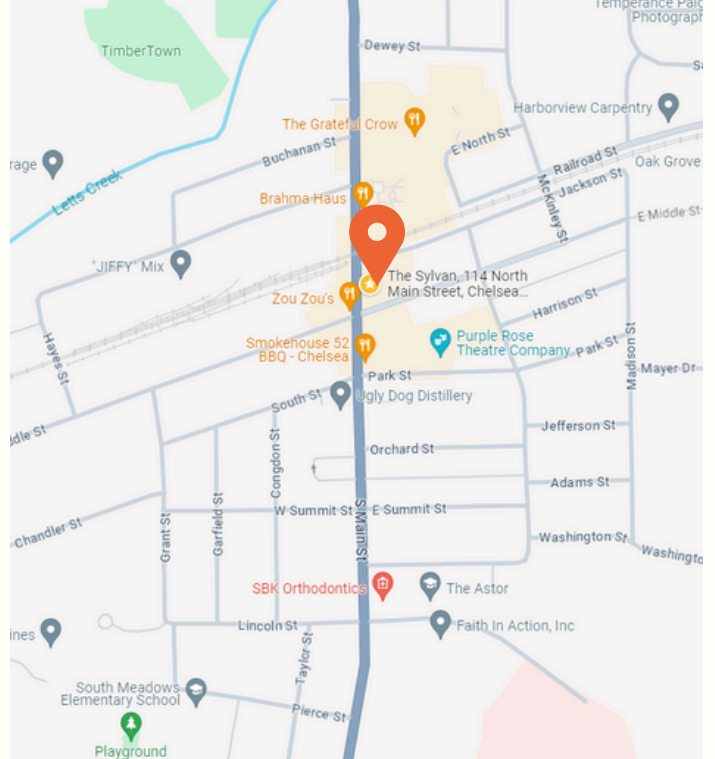 Temperance Paig
Photograph
TimberTown
Dewey St
Harborview Carpentry
The Grateful Crow
E North St
Buchanan St
rage
Railroad St
Oak Grove
Jackson St
Letts Creek
McKinley St
Brahma Haus
E Middle St
"JIFFY" Mix
The Sylvan, 114 North
Main Street, Chelsea...
Zou Zou's
Harrison St
Smokehouse 52
BBQ - Chelsea
Purple Rose
Theatre Company
Park St
Hayes St
Madison St
Park St
Mayer Dr
South St
Ugly Dog Distillery
ddle St
Jefferson St
Orchard St
Congdon St
Adams St
Garfield St
W Summit St
S Main St
E Summit St
Chandler St
Grant St
Washington St
Washingto
SBK Orthodontics
The Astor
Lincoln St
Faith In Action, Inc
ines
Taylor St
South Meadows
Elementary School
Pierce St
Playground